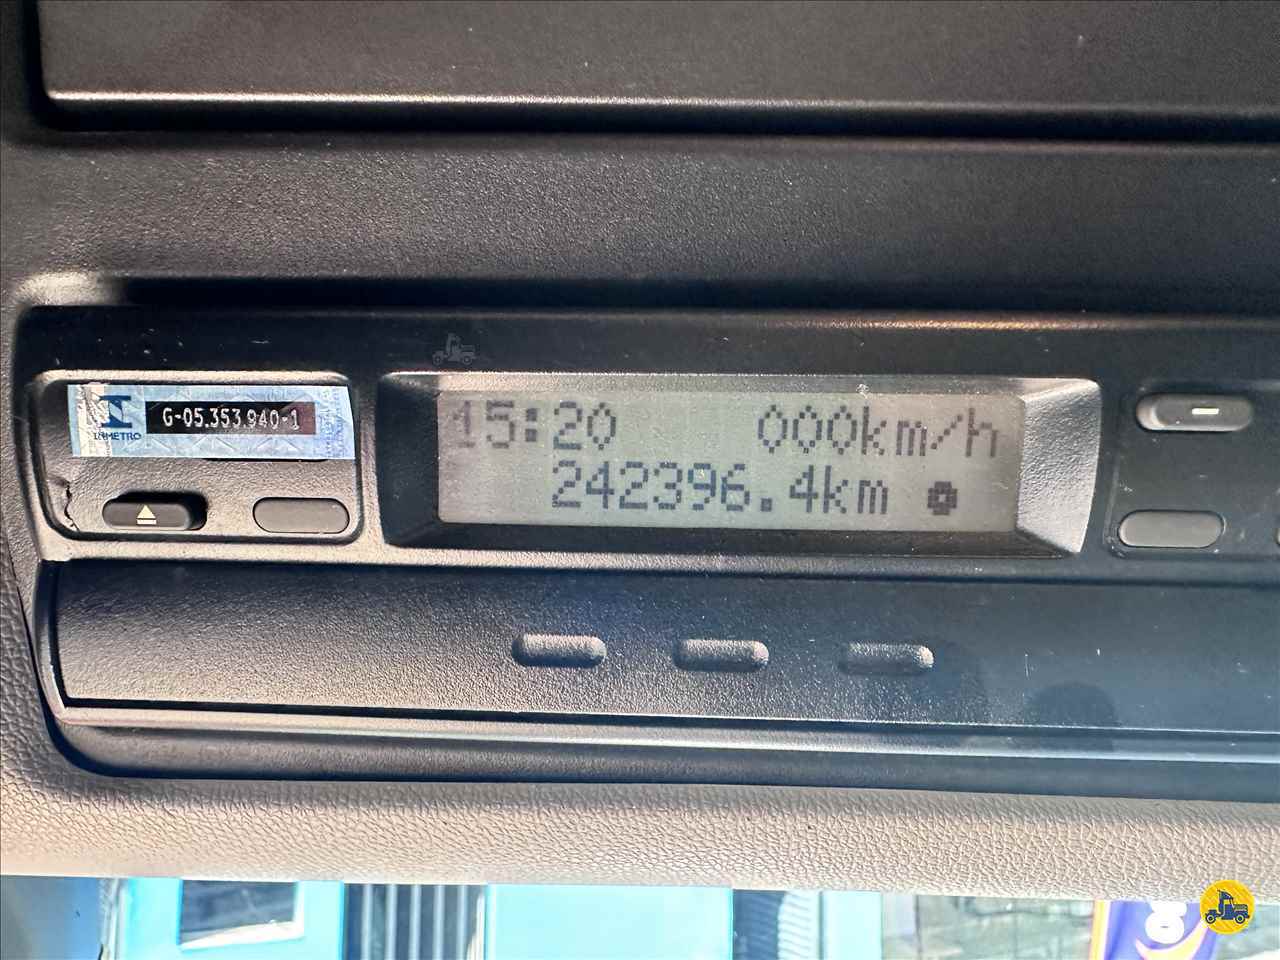 INMETRO
G-05.353.940-1
15:20 000km/h
242396.4km